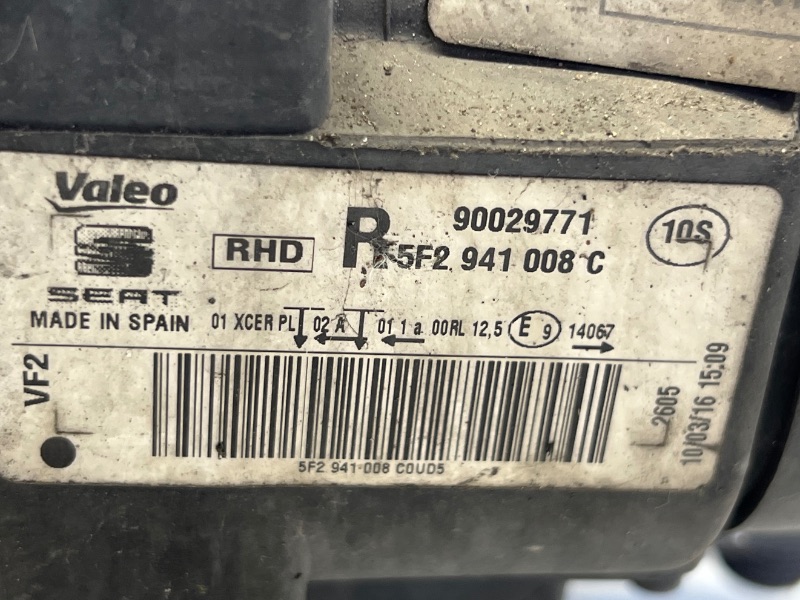 Valeo
SEAT
MADE IN SPAIN
RHD
R
90029771
5F2 941 008 C
10S
01 XCER PL 02 A 01 1 a 00RL 12,5 E 9 14067
VF2
5F2 941 008 C0UD5
2605
10/03/16 15:09